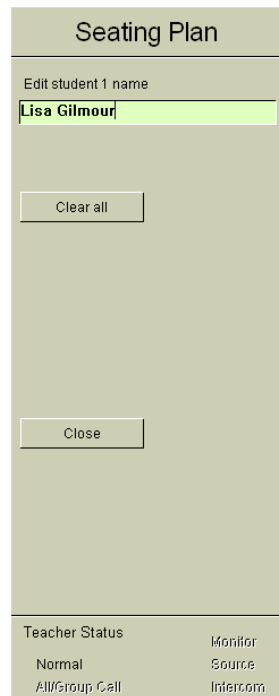 Seating Plan
Edit student 1 name
Lisa Gilmour
Clear all
Close
Teacher Status
Monitor
Normal
Source
All/Group Call
Intercom